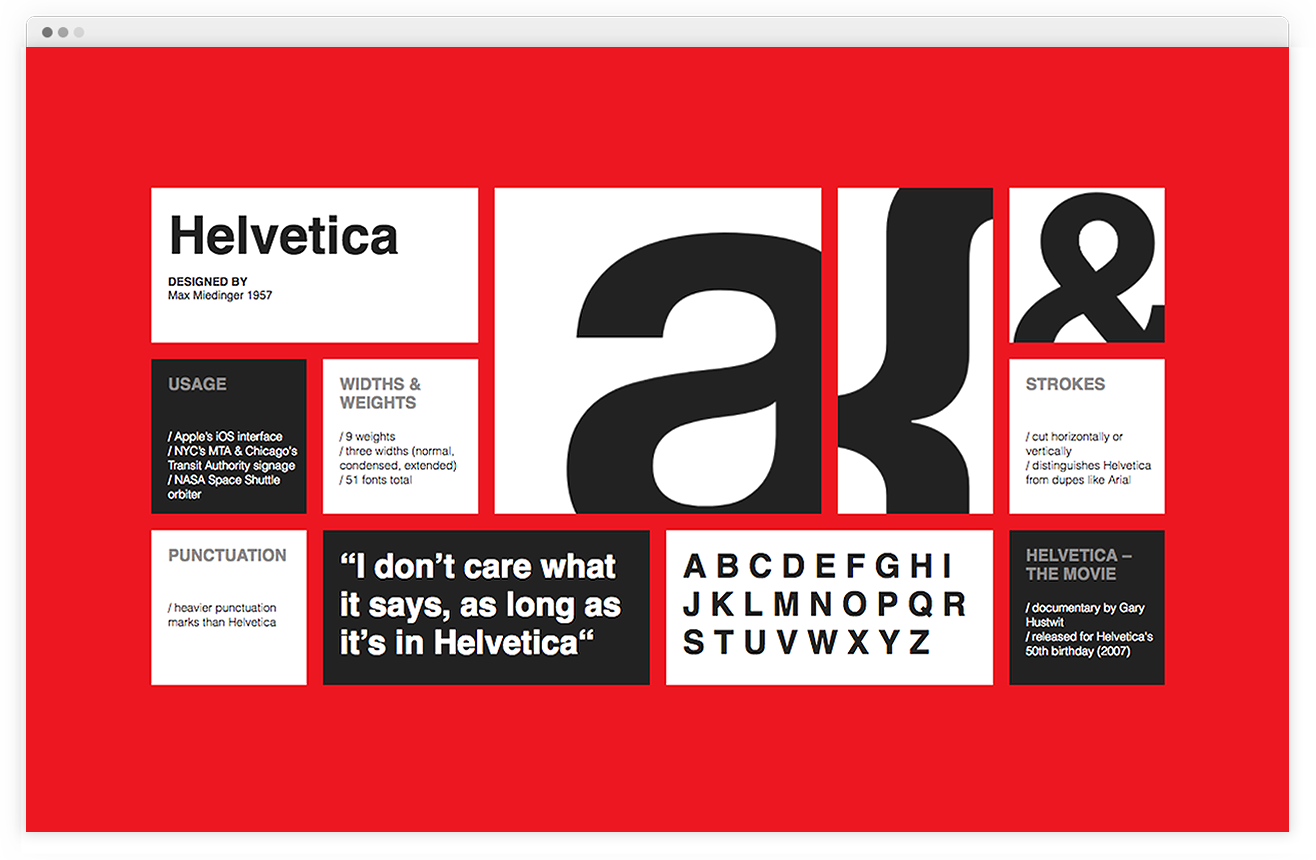 Helvetica
DESIGNED BY
Max Miedinger 1957
a
{
&
USAGE
/ Apple's iOS interface
/ NYC's MTA & Chicago's
Transit Authority signage
/ NASA Space Shuttle
orbiter
WIDTHS &
WEIGHTS
/ 9 weights
/ three widths (normal,
condensed, extended)
/ 51 fonts total
STROKES
/ cut horizontally or
vertically
/ distinguishes Helvetica
from dupes like Arial
PUNCTUATION
/ heavier punctuation
marks than Helvetica
“I don’t care what
it says, as long as
it’s in Helvetica“
A B C D E F G H I
J K L M N O P Q R
S T U V W X Y Z
HELVETICA –
THE MOVIE
/ documentary by Gary
Hustwit
/ released for Helvetica's
50th birthday (2007)